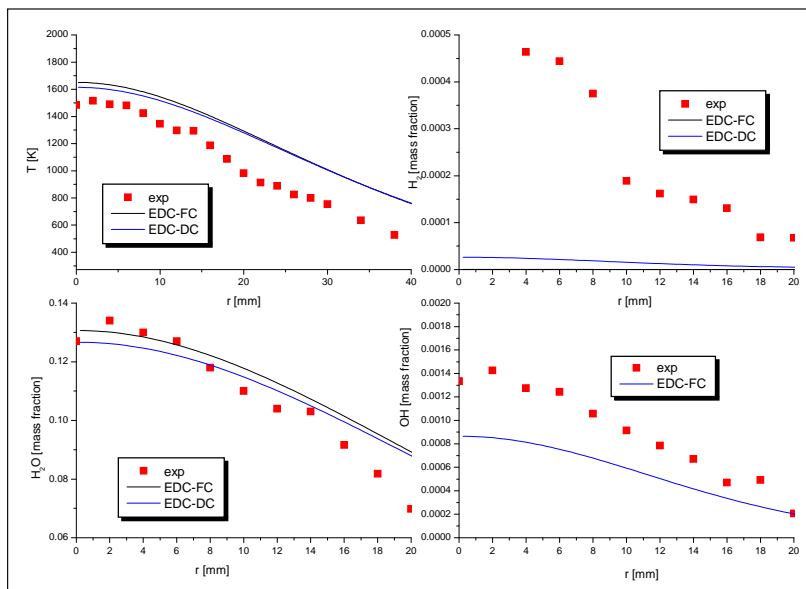 1800
1600
1400
1200
1000
800
600
400
T [K]
exp
EDC-FC
EDC-DC
0 10 20 30 40
r [mm]
0.0005
0.0004
0.0003
0.0002
0.0001
0.0000
H2 [mass fraction]
exp
EDC-FC
EDC-DC
0 2 4 6 8 10 12 14 16 18 20
r [mm]
0.14
0.12
0.10
0.08
0.06
H2O [mass fraction]
exp
EDC-FC
EDC-DC
0 2 4 6 8 10 12 14 16 18 20
r [mm]
0.0020
0.0018
0.0016
0.0014
0.0012
0.0010
0.0008
0.0006
0.0004
0.0002
0.0000
OH [mass fraction]
exp
EDC-FC
0 2 4 6 8 10 12 14 16 18 20
r [mm]